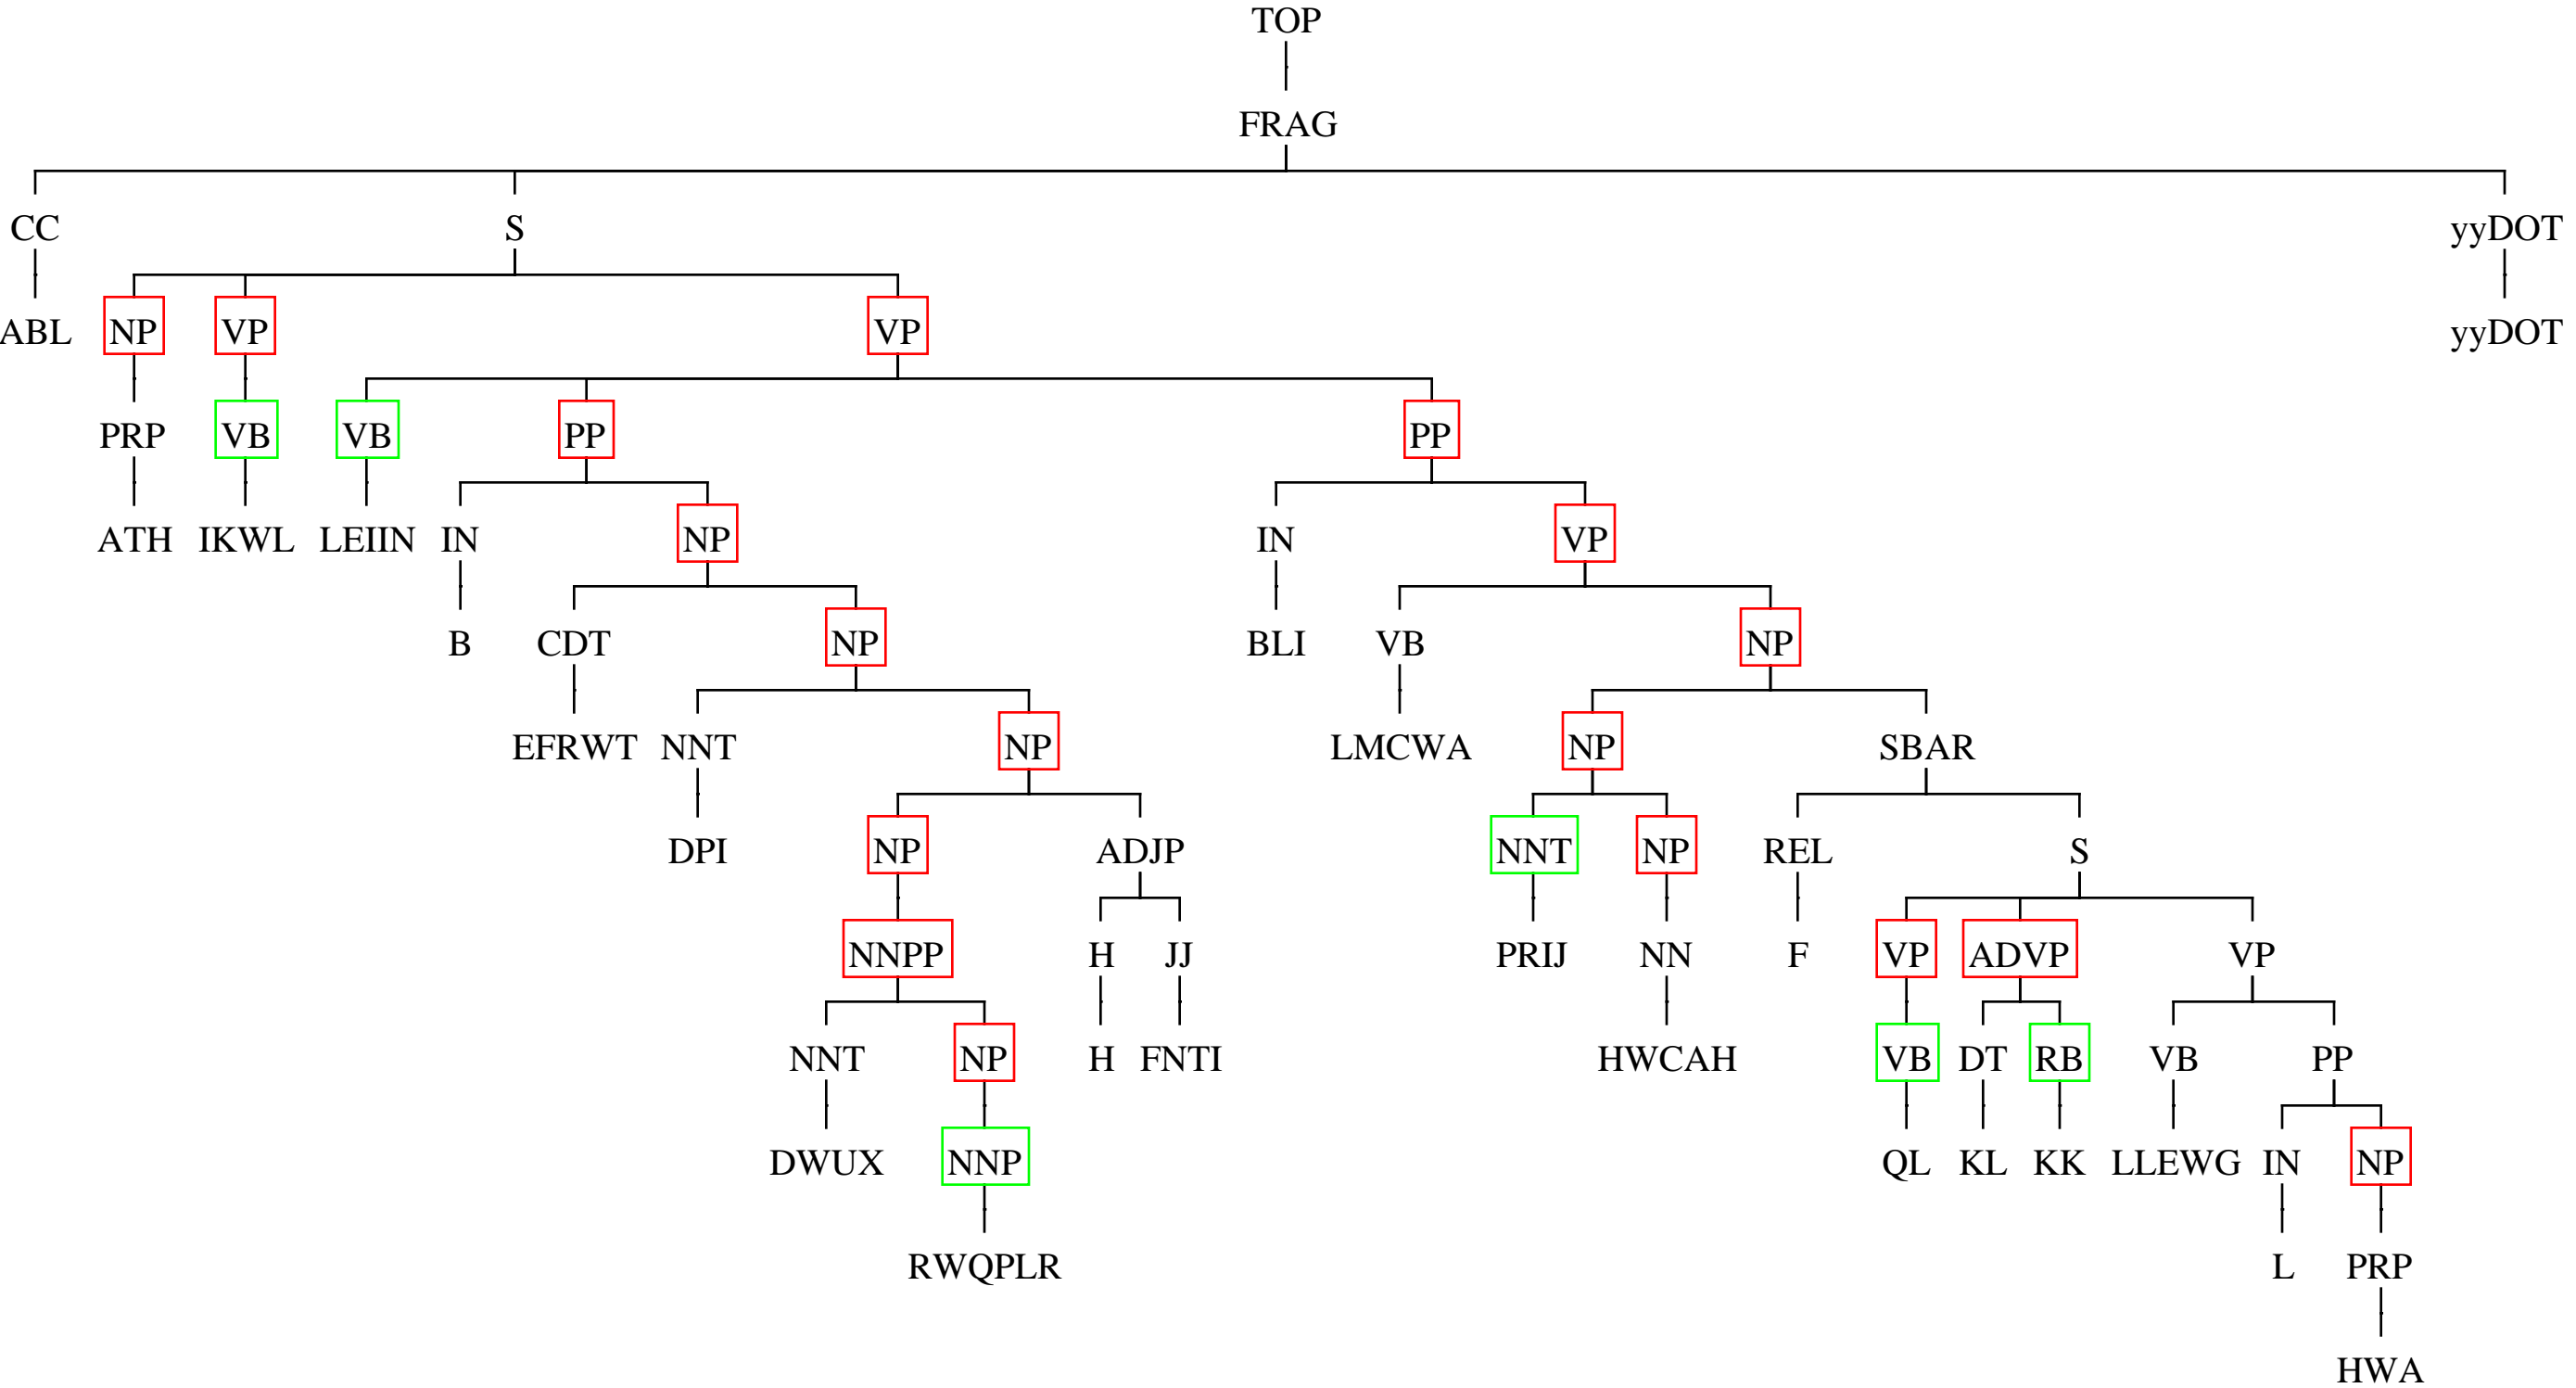 TOP
FRAG
CC S yyDOT
ABL NP VP VP yyDOT
PRP VB VB PP PP
ATH IKWL LEIIN IN NP IN VP
B CDT NP BLI VB NP
EFRWT NNT NP LMCWA NP SBAR
DPI NP ADJP NNT NP REL S
NNPP H JJ PRIJ NN F VP ADVP VP
NNT NP H FNTI HWCAH VB DT RB VB PP
DWUX NNP QL KL KK LLEWG IN NP
RWQPLR L PRP
HWA